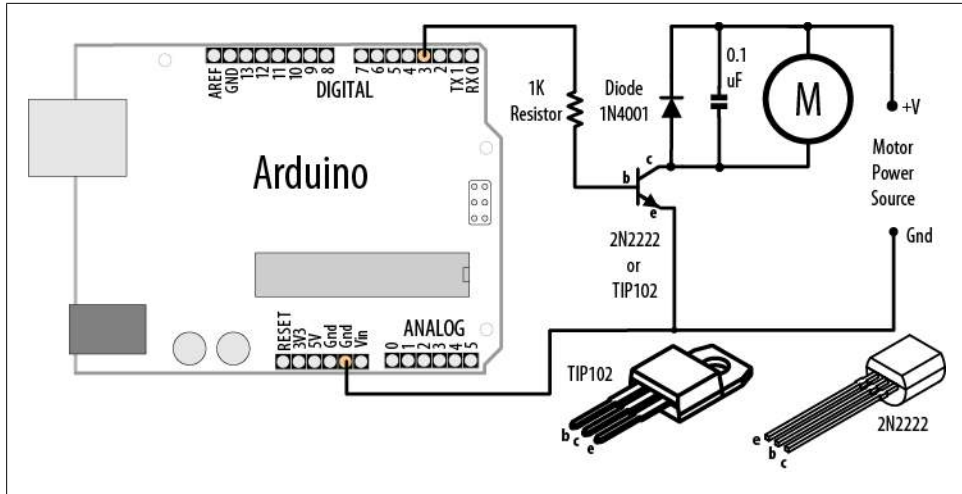 AREF
GND
13
12
11
10
9
8
7
6
5
4
3
2
TX 1
RX 0
DIGITAL
Arduino
1K
Resistor
Diode
1N4001
0.1
uF
M
+V
Motor
Power
Source
Gnd
c
b
e
2N2222
or
TIP102
RESET
3V3
5V
Gnd
Gnd
Vin
ANALOG
0
1
2
3
4
5
TIP102
b
c
e
2N2222
e
b
c